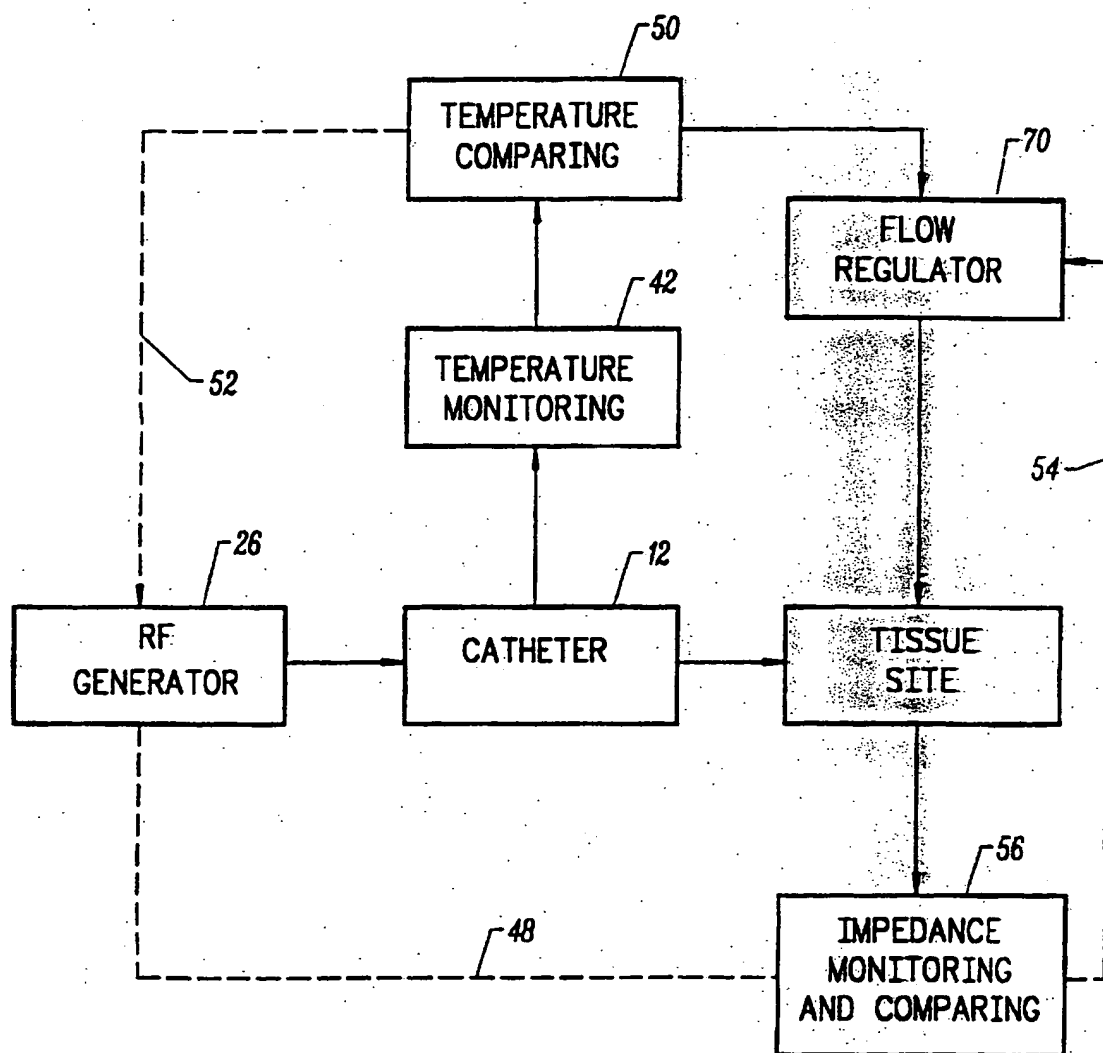 50
TEMPERATURE
COMPARING
70
FLOW
REGULATOR
42
TEMPERATURE
MONITORING
52
54
26
12
RF
GENERATOR
CATHETER
TISSUE
SITE
56
48
IMPEDANCE
MONITORING
AND COMPARING